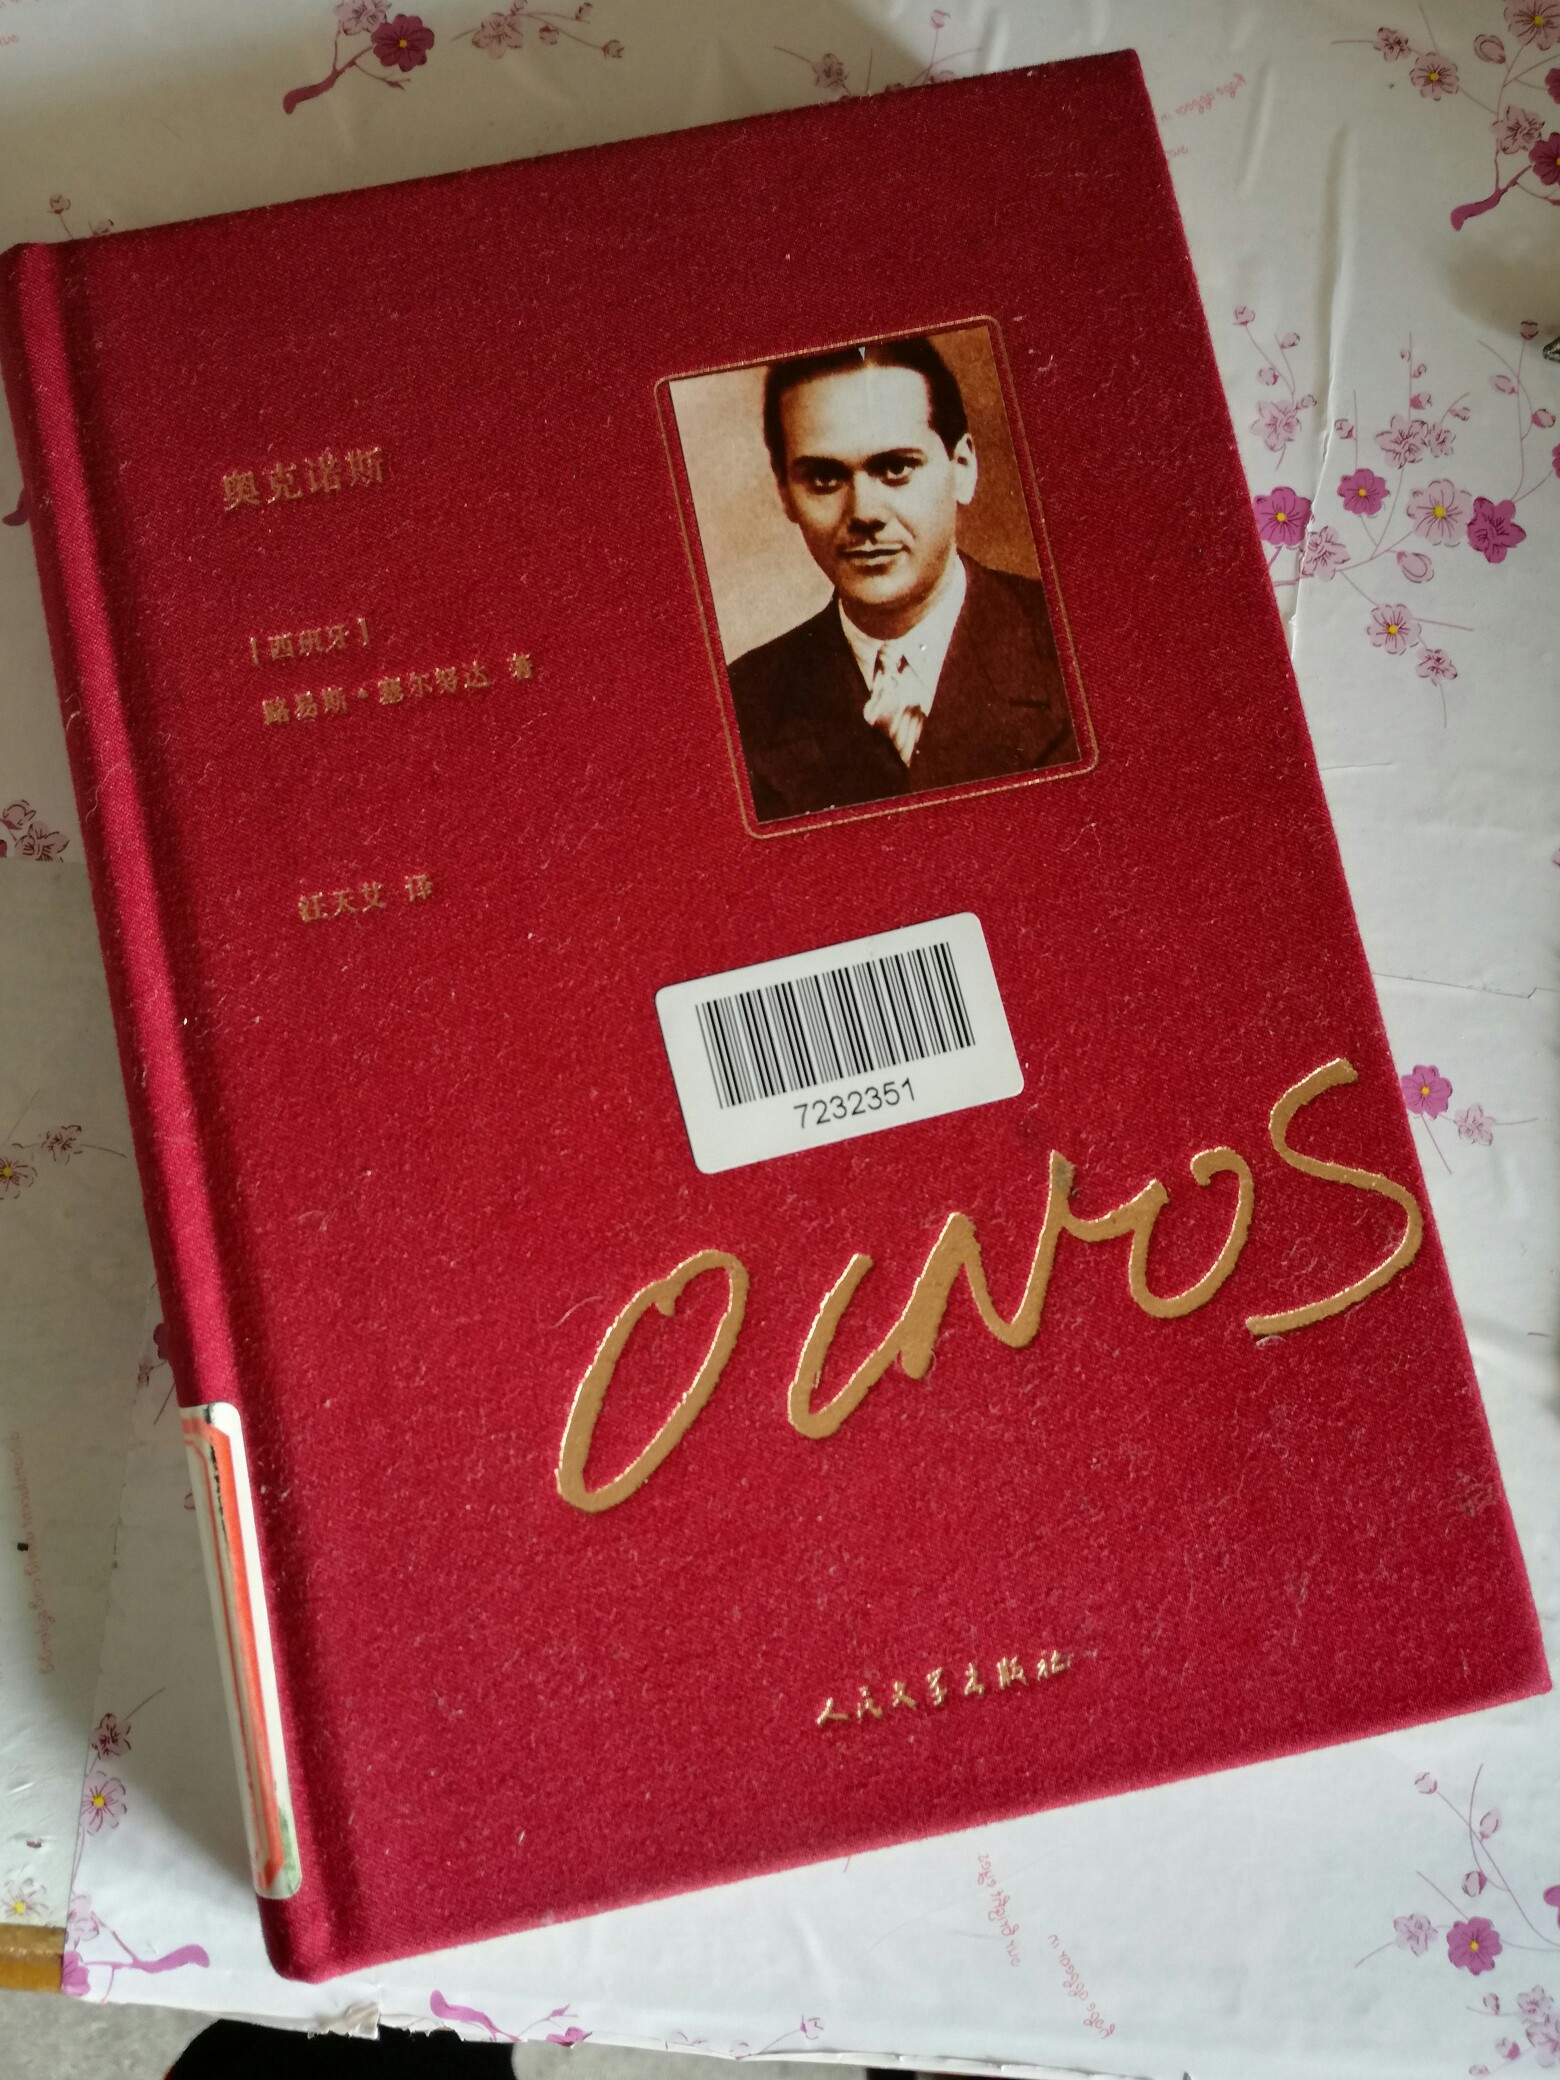 奥克诺斯
[西班牙]
路易斯·塞尔努达 著
汪天艾 译
7232351
OCNOS
人民文学出版社